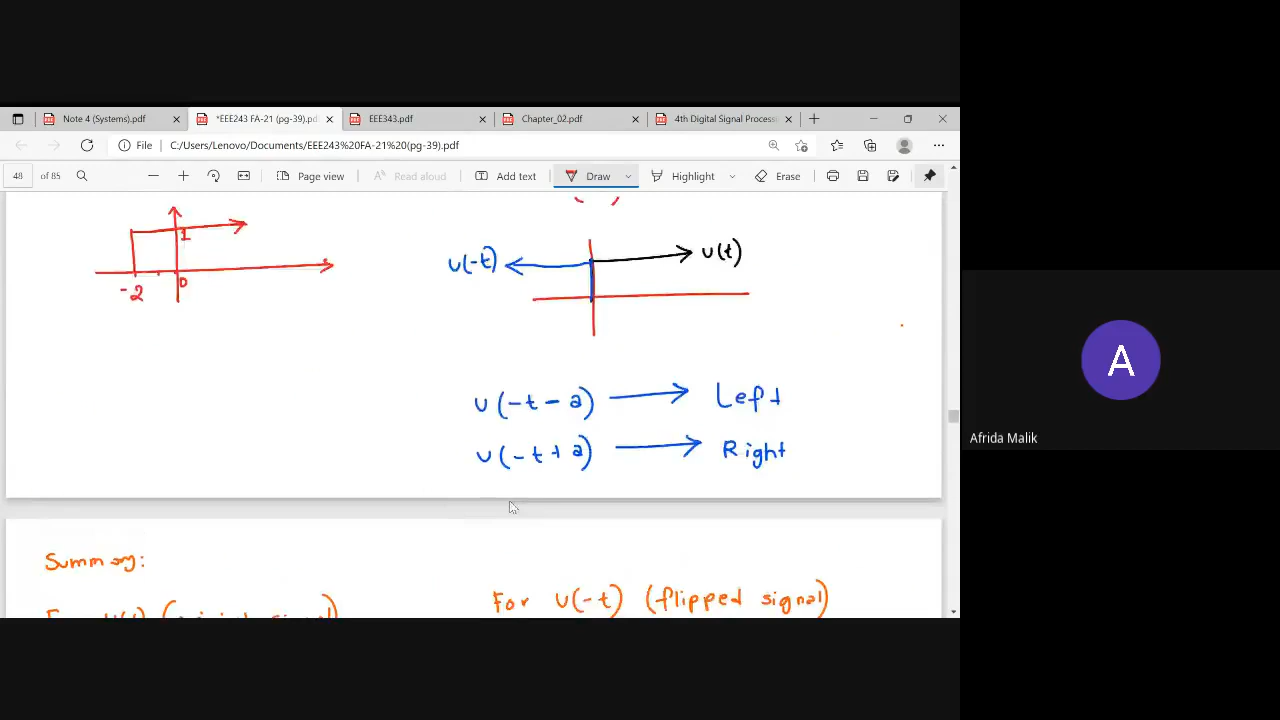 Note 4 (Systems).pdf
*EEE243 FA-21 (pg-39).pd
EEE343.pdf
Chapter_02.pdf
4th Digital Signal Process
File
C:/Users/Lenovo/Documents/EEE243%20FA-21%20(pg-39).pdf
48 of 85
Page view
Read aloud
Add text
Draw
Highlight
Erase
1
-2
0
u(-t)
u(t)
u(-t-a) → Left
u(-t+a) → Right
Afrida Malik
A
Summary:
For u(-t) (flipped signal)